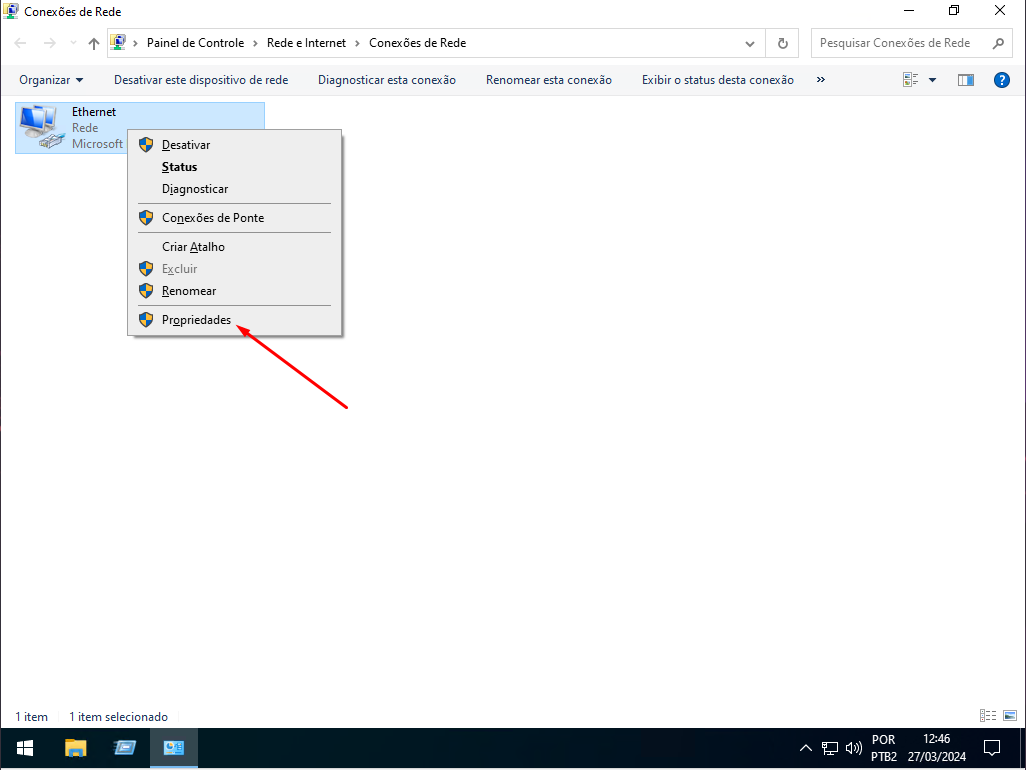 Conexões de Rede
Painel de Controle > Rede e Internet > Conexões de Rede
Pesquisar Conexões de Rede
Organizar Desativar este dispositivo de rede Diagnosticar esta conexão Renomear esta conexão Exibir o status desta conexão »
Ethernet
Rede
Microsoft
Desativar
Status
Diagnosticar
Conexões de Ponte
Criar Atalho
Excluir
Renomear
Propriedades
1 item 1 item selecionado
POR
PTB2
12:46
27/03/2024